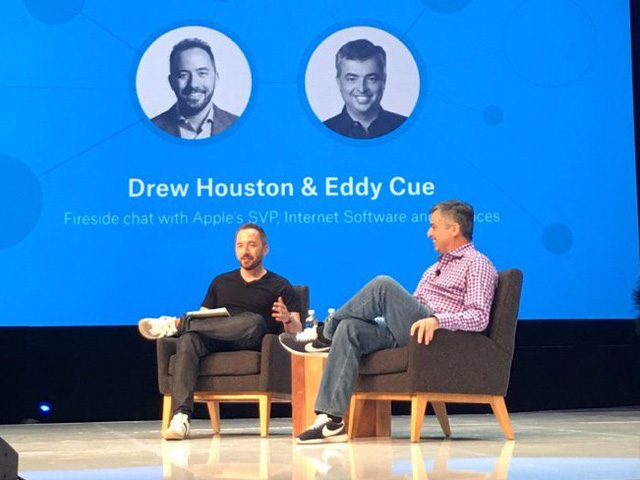 Drew Houston & Eddy Cue
Fireside chat with Apple's SVP, Internet Software and